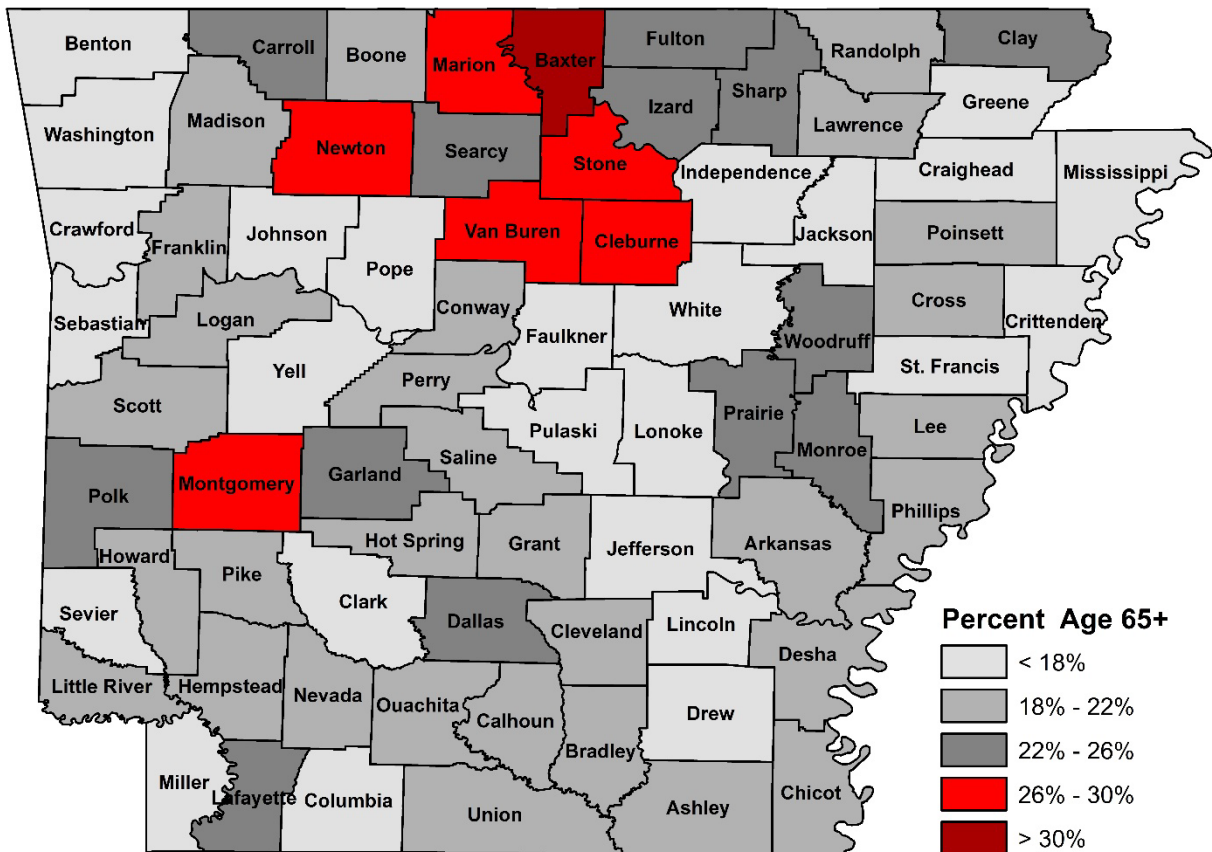 Benton
Carroll
Boone
Marion
Baxter
Fulton
Randolph
Clay
Washington
Madison
Newton
Searcy
Stone
Izard
Sharp
Lawrence
Greene
Independence
Craighead
Mississippi
Crawford
Franklin
Johnson
Pope
Van Buren
Cleburne
Jackson
Poinsett
Sebastian
Logan
Conway
Faulkner
White
Woodruff
Cross
Crittenden
Yell
Perry
St. Francis
Scott
Pulaski
Lonoke
Prairie
Lee
Polk
Montgomery
Garland
Saline
Monroe
Phillips
Howard
Pike
Hot Spring
Grant
Jefferson
Arkansas
Sevier
Clark
Dallas
Cleveland
Lincoln
Desha
Little River
Hempstead
Nevada
Ouachita
Calhoun
Bradley
Drew
Miller
Lafayette
Columbia
Union
Ashley
Chicot
Percent Age 65+
< 18%
18% - 22%
22% - 26%
26% - 30%
> 30%